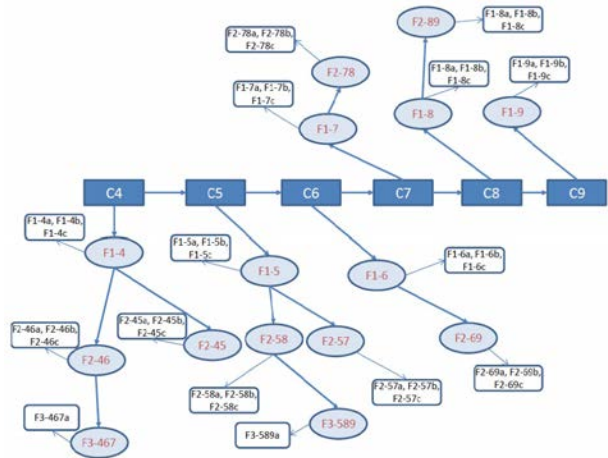 F2-78a, F2-78b,
F2-78c
F2-89
F1-8a, F1-8b,
F1-8c
F2-78
F1-7a, F1-7b,
F1-7c
F1-8a, F1-8b,
F1-8c
F1-9a, F1-9b,
F1-9c
F1-7
F1-8
F1-9
C4
C5
C6
C7
C8
C9
F1-4a, F1-4b,
F1-4c
F1-4
F1-5a, F1-5b,
F1-5c
F1-5
F1-6
F1-6a, F1-6b,
F1-6c
F2-46a, F2-46b,
F2-46c
F2-46
F2-45a, F2-45b,
F2-45c
F2-45
F2-58
F2-57
F2-69
F2-58a, F2-58b,
F2-58c
F2-57a, F2-57b,
F2-57c
F2-69a, F2-69b,
F2-69c
F3-467a
F3-467
F3-589a
F3-589